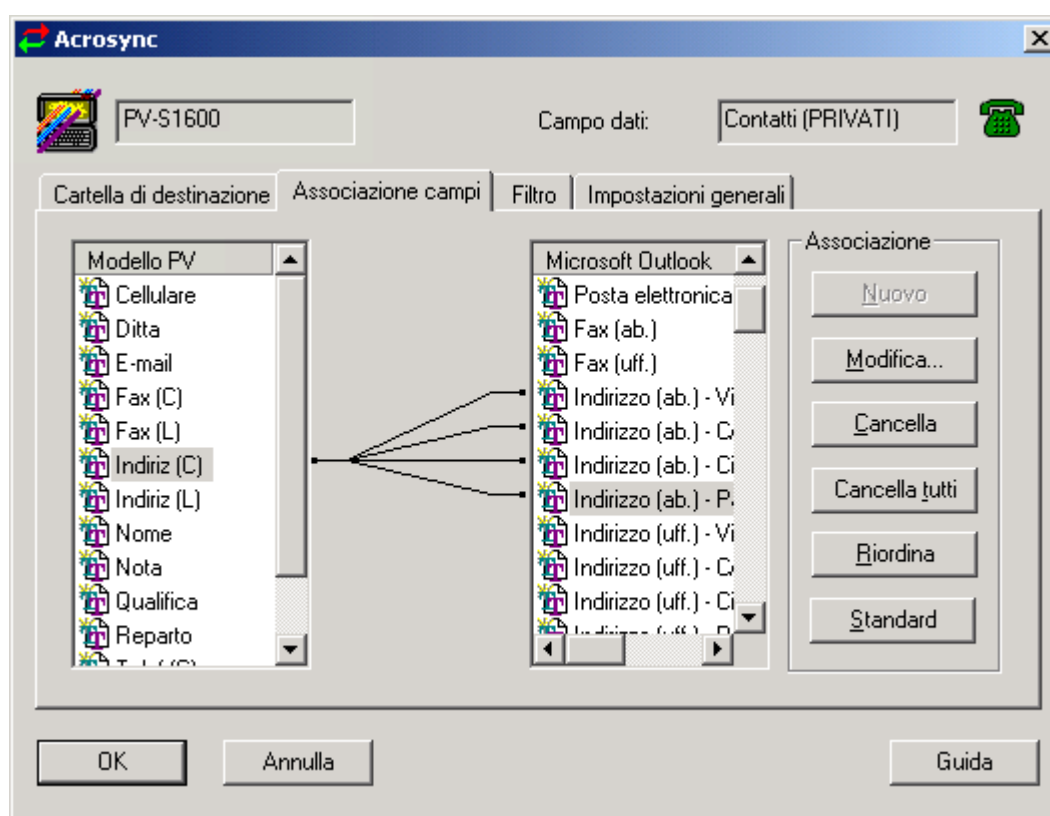 Acrosync
PV-S1600
Campo dati:
Contatti (PRIVATI)
Cartella di destinazione
Associazione campi
Filtro
Impostazioni generali
Modello PV
Cellulare
Ditta
E-mail
Fax (C)
Fax (L)
Indiriz (C)
Indiriz (L)
Nome
Nota
Qualifica
Reparto
Microsoft Outlook
Posta elettronica
Fax (ab.)
Fax (uff.)
Indirizzo (ab.) - Vi
Indirizzo (ab.) - C
Indirizzo (ab.) - Ci
Indirizzo (ab.) - P
Indirizzo (uff.) - Vi
Indirizzo (uff.) - C
Indirizzo (uff.) - Ci
Associazione
Nuovo
Modifica...
Cancella
Cancella tutti
Riordina
Standard
OK
Annulla
Guida